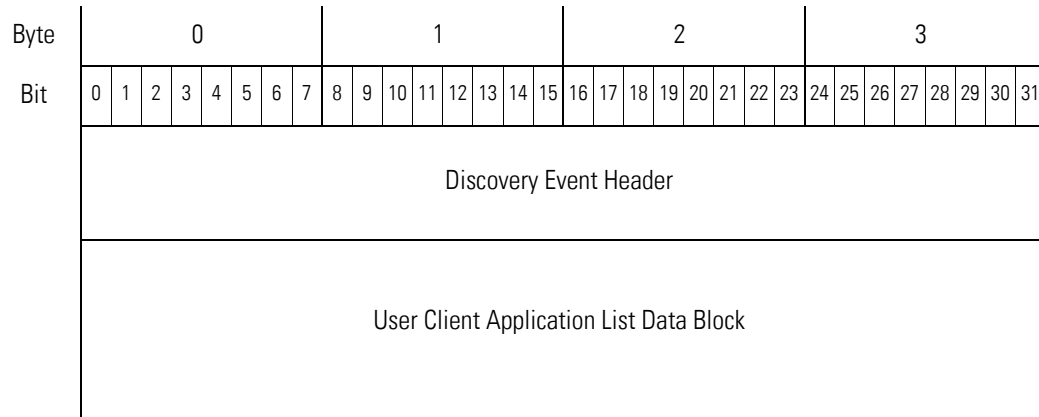 Byte 0 1 2 3
Bit 0 1 2 3 4 5 6 7 8 9 10 11 12 13 14 15 16 17 18 19 20 21 22 23 24 25 26 27 28 29 30 31
Discovery Event Header
User Client Application List Data Block